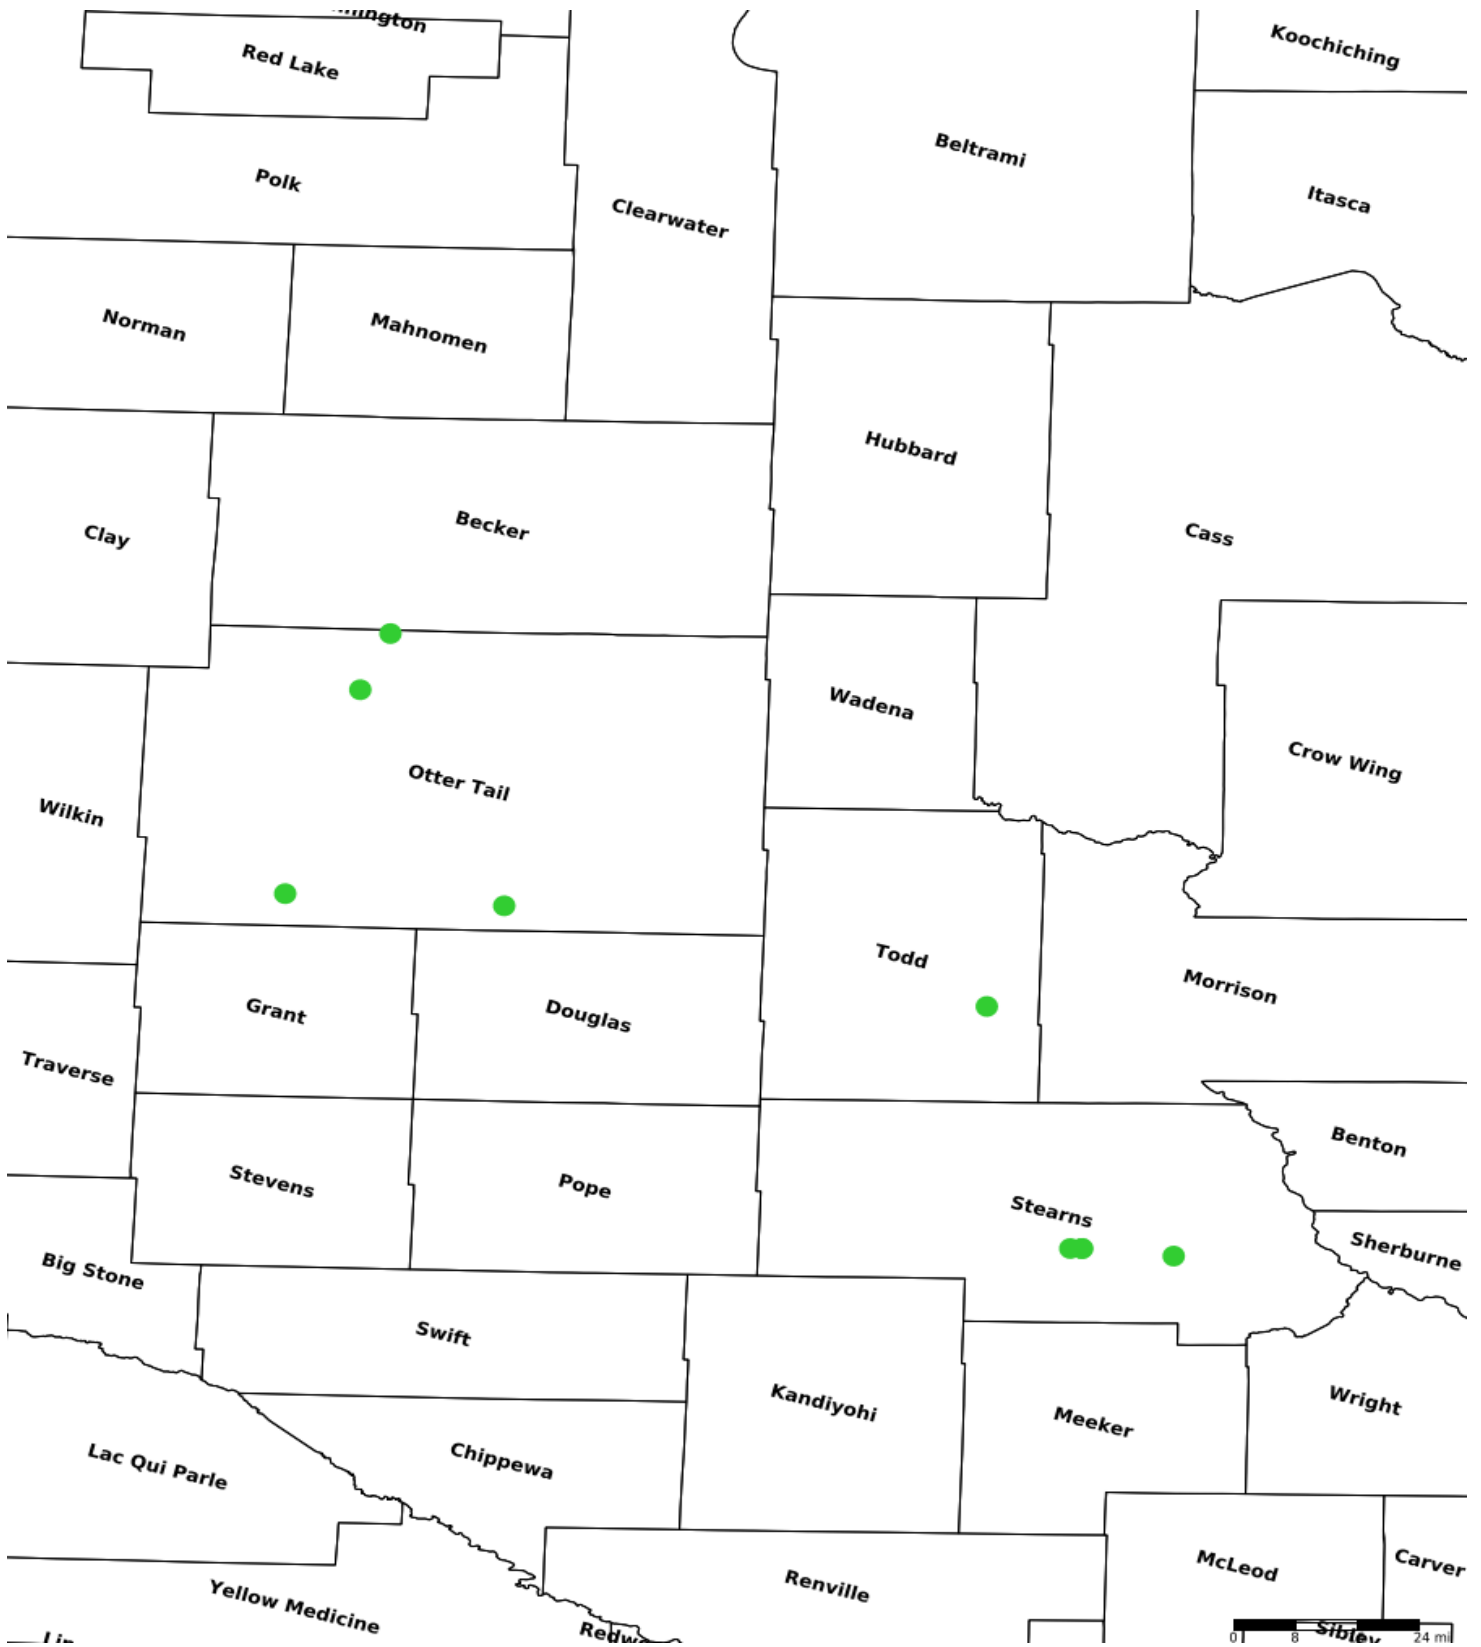 Red Lake
Koochiching
Beltrami
Polk
Itasca
Clearwater
Norman
Mahnomen
Hubbard
Becker
Clay
Cass
Wadena
Crow Wing
Otter Tail
Wilkin
Todd
Morrison
Grant
Douglas
Traverse
Benton
Stevens
Pope
Stearns
Sherburne
Big Stone
Swift
Kandiyohi
Wright
Meeker
Lac Qui Parle
Chippewa
Carver
McLeod
Renville
Yellow Medicine
Redw
Sibley
0 8 24 mi